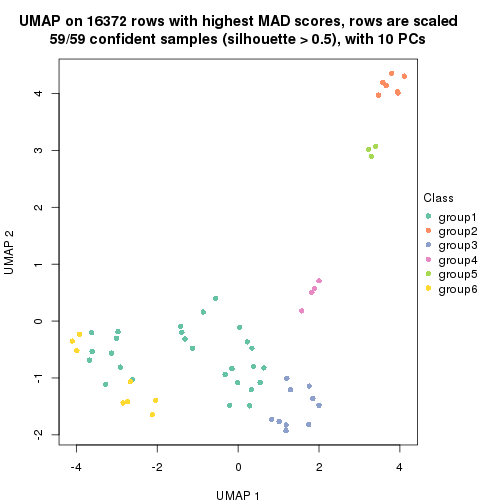 UMAP on 16372 rows with highest MAD scores, rows are scaled
59/59 confident samples (silhouette > 0.5), with 10 PCs
4
3
2
1
0
-1
-2
UMAP 2
-4
-2
0
2
4
UMAP 1
Class
group1
group2
group3
group4
group5
group6